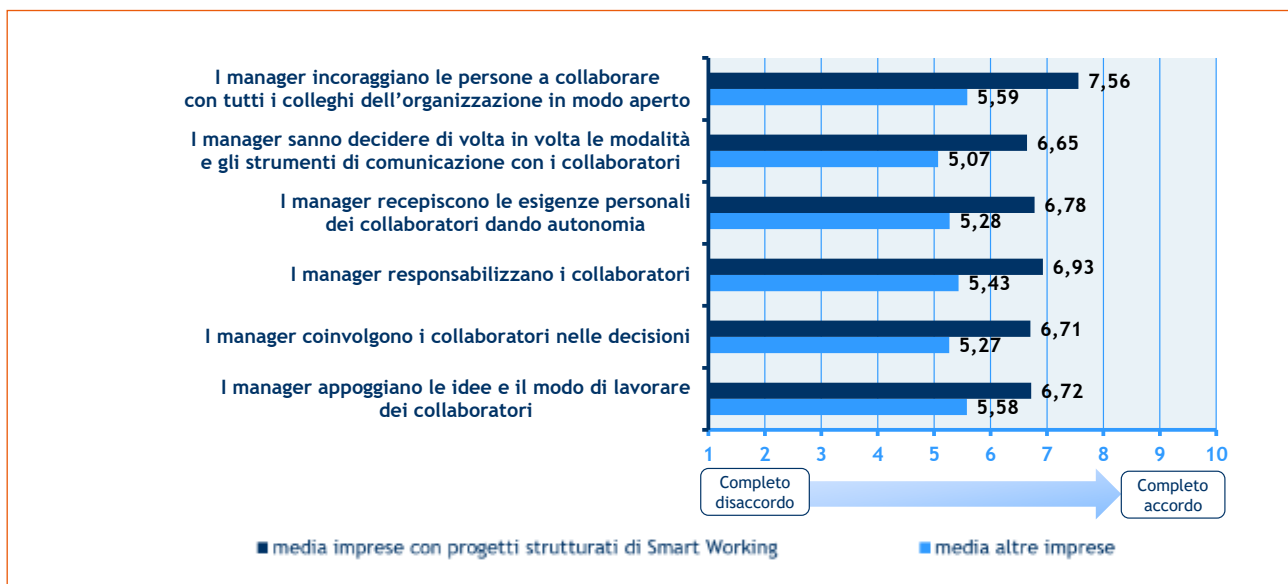 I manager incoraggiano le persone a collaborare
con tutti i colleghi dell'organizzazione in modo aperto
7,56
5,59
I manager sanno decidere di volta in volta le modalità
e gli strumenti di comunicazione con i collaboratori
6,65
5,07
I manager recepiscono le esigenze personali
dei collaboratori dando autonomia
6,78
5,28
I manager responsabilizzano i collaboratori
6,93
5,43
I manager coinvolgono i collaboratori nelle decisioni
6,71
5,27
I manager appoggiano le idee e il modo di lavorare
dei collaboratori
6,72
5,58
1 2 3 4 5 6 7 8 9 10
Completo
disaccordo
Completo
accordo
media imprese con progetti strutturati di Smart Working
media altre imprese